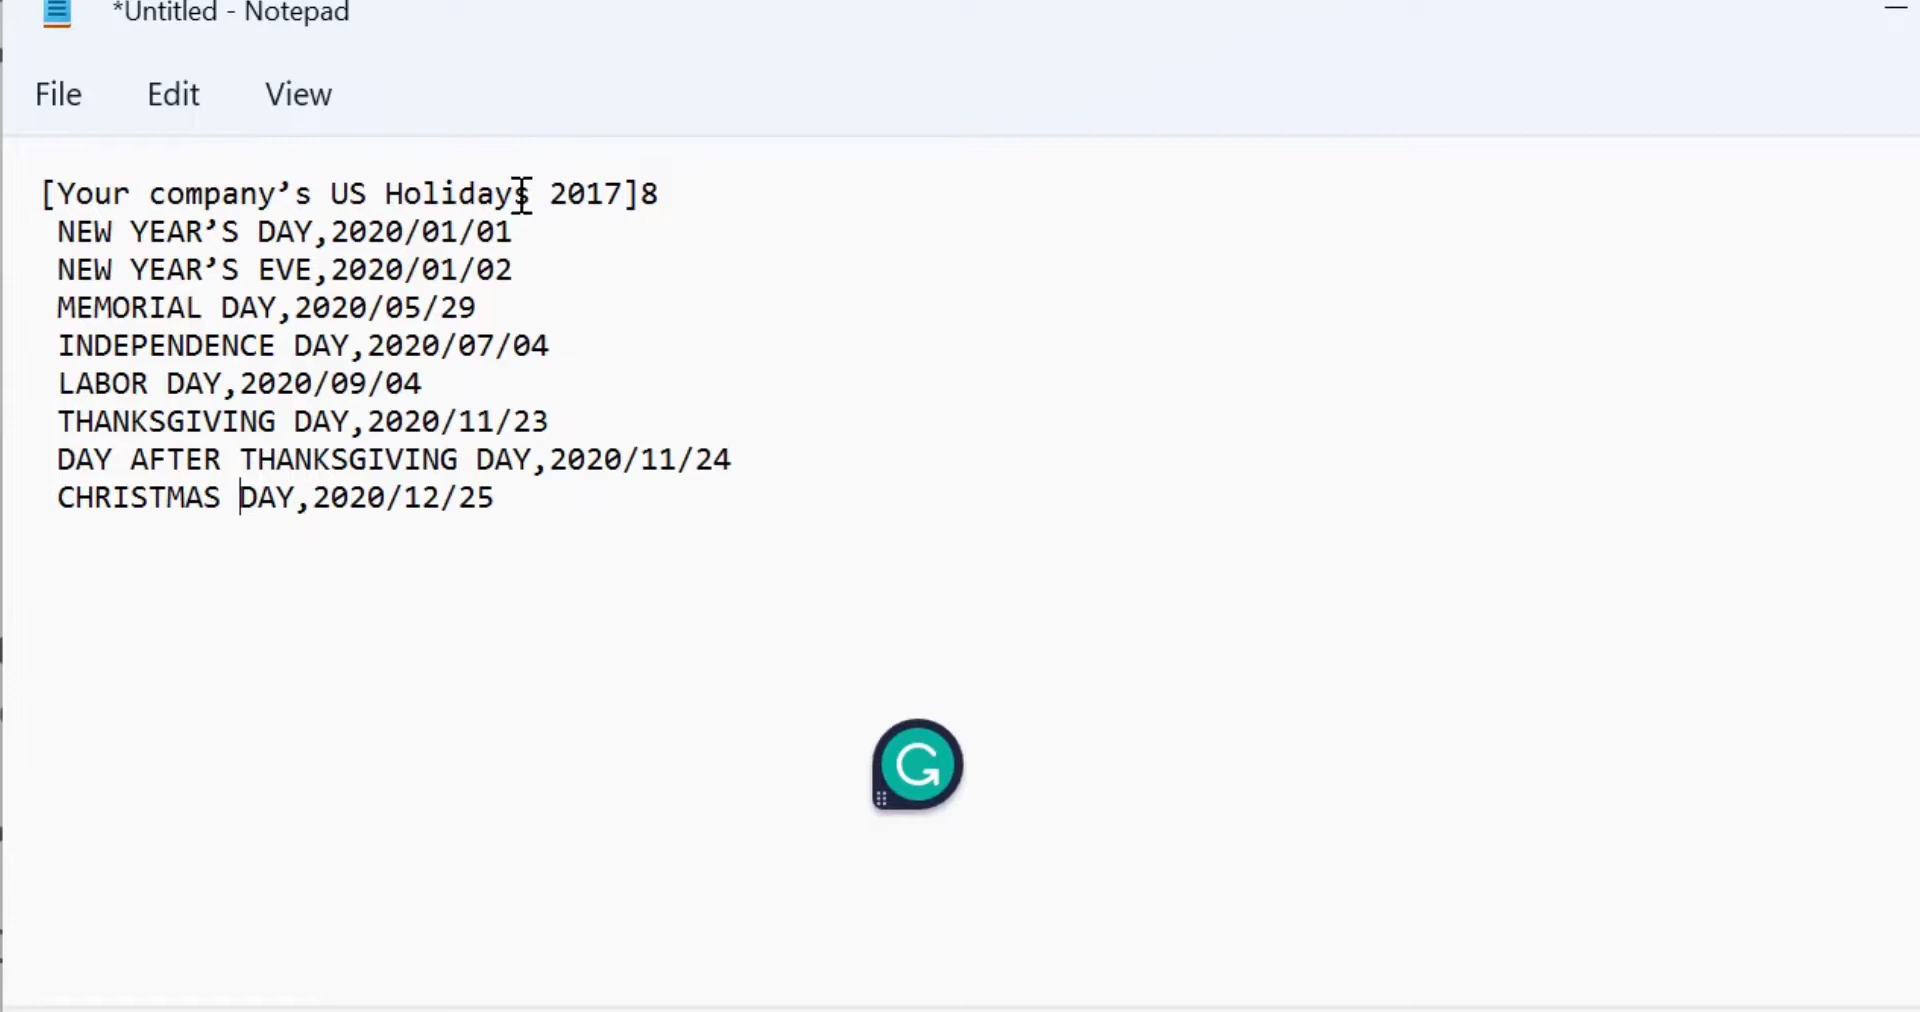 *Untitled - Notepad
File Edit View
[Your company’s US Holidays 2017]8
NEW YEAR’S DAY,2020/01/01
NEW YEAR’S EVE,2020/01/02
MEMORIAL DAY,2020/05/29
INDEPENDENCE DAY,2020/07/04
LABOR DAY,2020/09/04
THANKSGIVING DAY,2020/11/23
DAY AFTER THANKSGIVING DAY,2020/11/24
CHRISTMAS DAY,2020/12/25